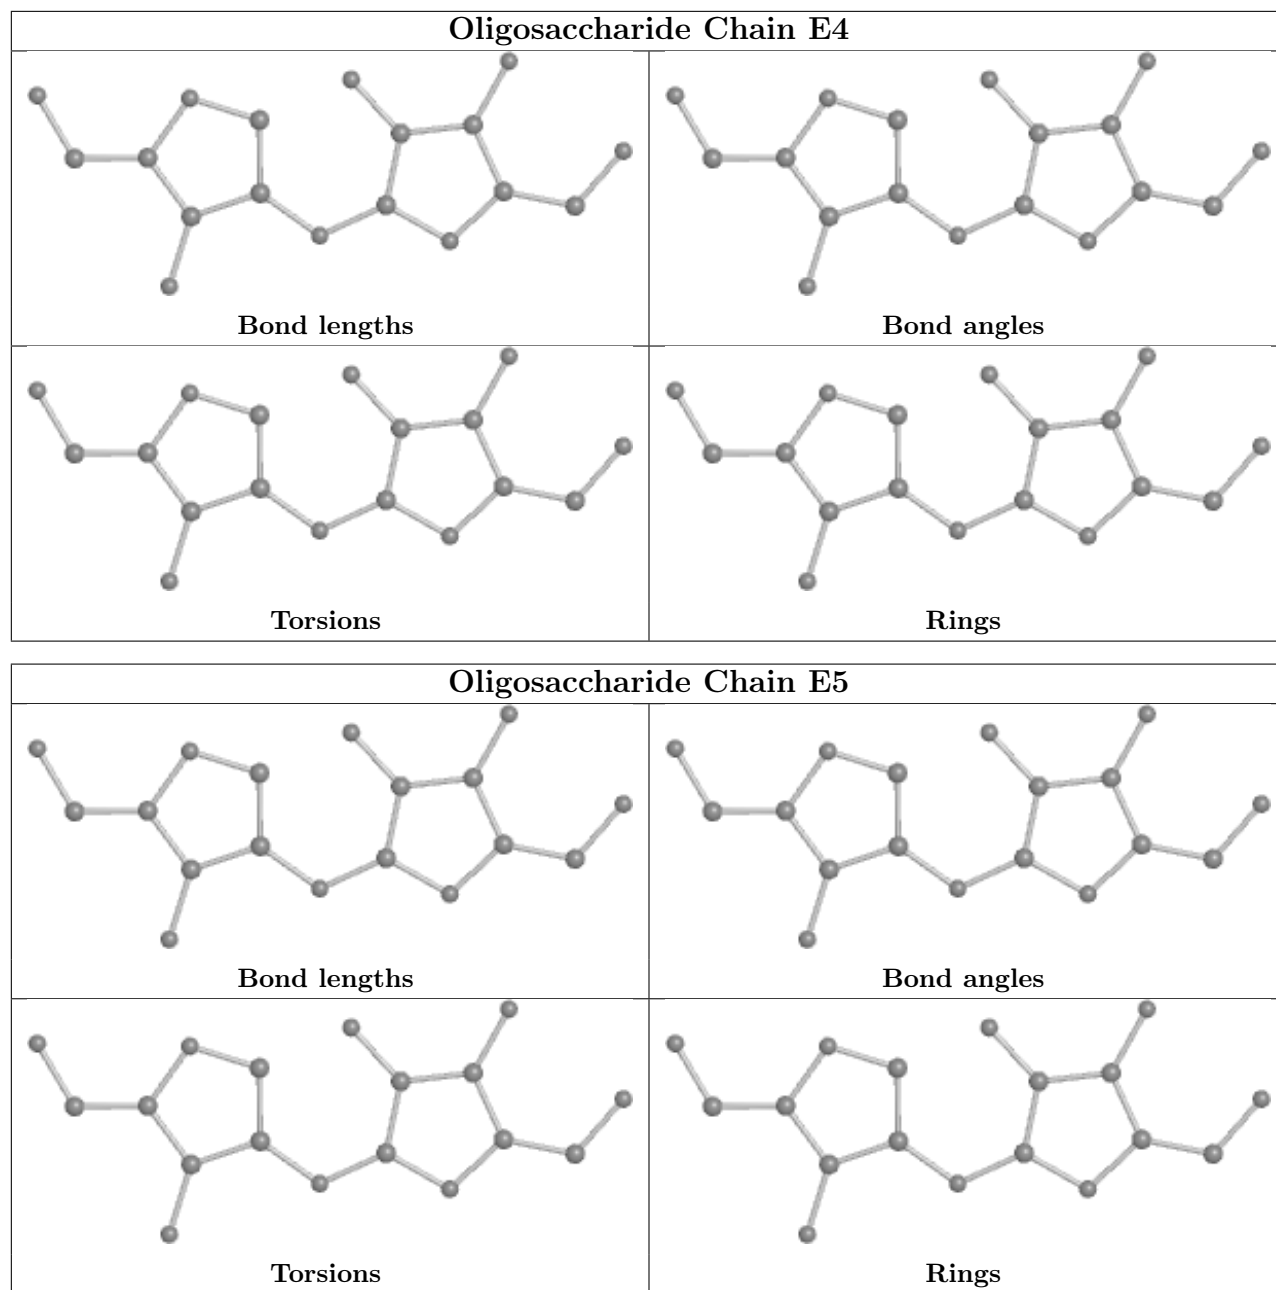 Oligosaccharide Chain E4
Bond lengths
Bond angles
Torsions
Rings
Oligosaccharide Chain E5
Bond lengths
Bond angles
Torsions
Rings